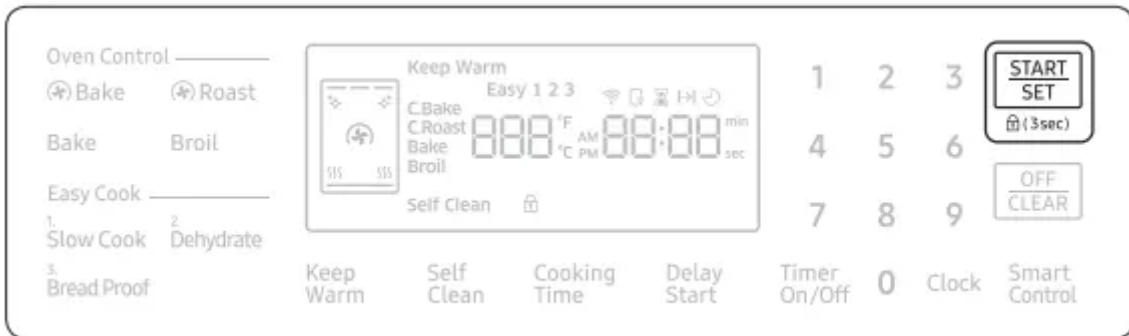 Oven Control
Bake
Roast
Bake
Broil
Easy Cook
1.
Slow Cook
2.
Dehydrate
3.
Bread Proof
Keep Warm
Easy 1 2 3
C.Bake
C.Roast
Bake
Broil
888
°F
°C
AM
PM
88:88
min
sec
Self Clean
Keep
Warm
Self
Clean
Cooking
Time
Delay
Start
1 2 3
4 5 6
7 8 9
Timer
On/Off
0
Clock
START
SET
(3sec)
OFF
CLEAR
Smart
Control